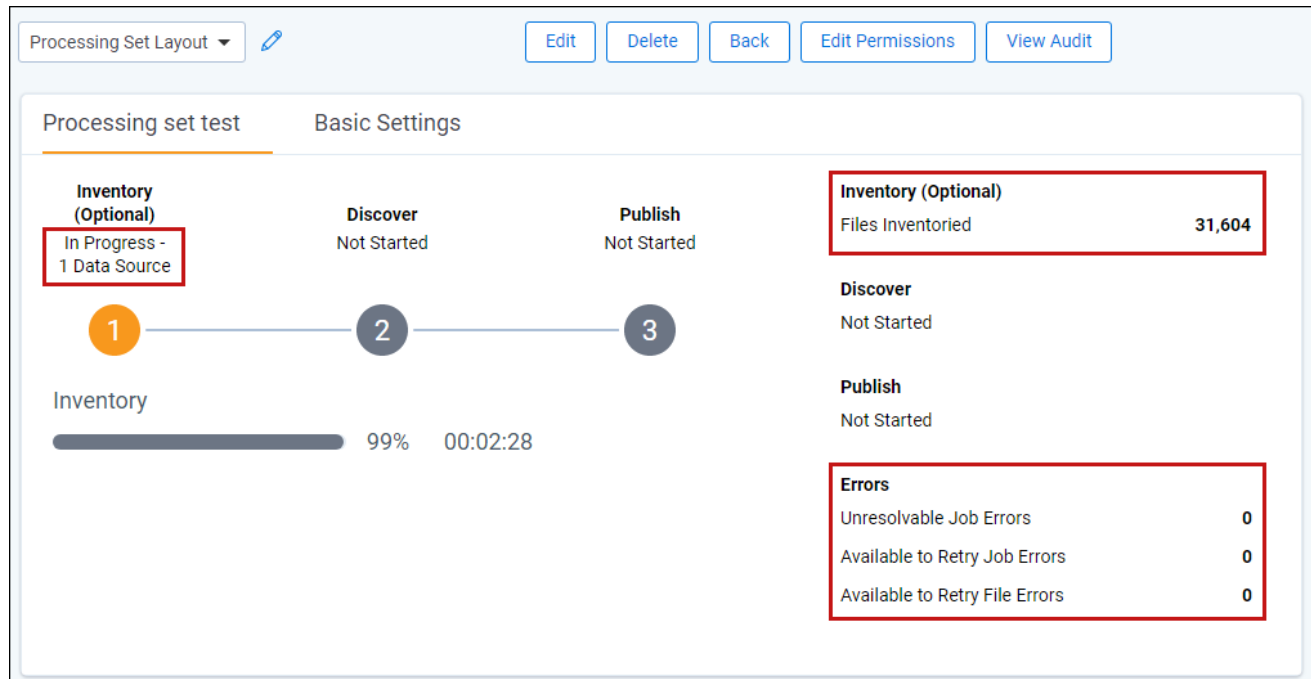 Processing Set Layout
Edit
Delete
Back
Edit Permissions
View Audit
Processing set test
Basic Settings
Inventory
(Optional)
In Progress -
1 Data Source
Discover
Not Started
Publish
Not Started
1
2
3
Inventory
99%
00:02:28
Inventory (Optional)
Files Inventoried 31,604
Discover
Not Started
Publish
Not Started
Errors
Unresolvable Job Errors 0
Available to Retry Job Errors 0
Available to Retry File Errors 0